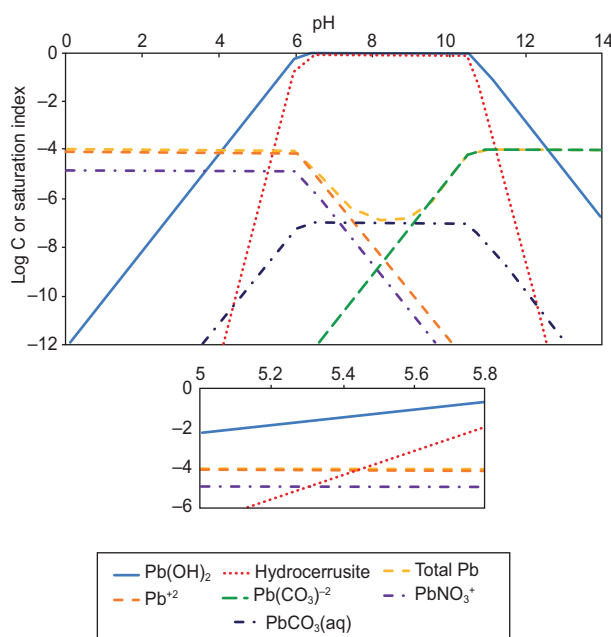 pH
0 2 4 6 8 10 12 14
Log C or saturation index
0
−2
−4
−6
−8
−10
−12
5 5.2 5.4 5.6 5.8
0
−2
−4
−6
Pb(OH)₂ Hydrocerrusite Total Pb
Pb⁺² Pb(CO₃)⁻² PbNO₃⁺
PbCO₃(aq)